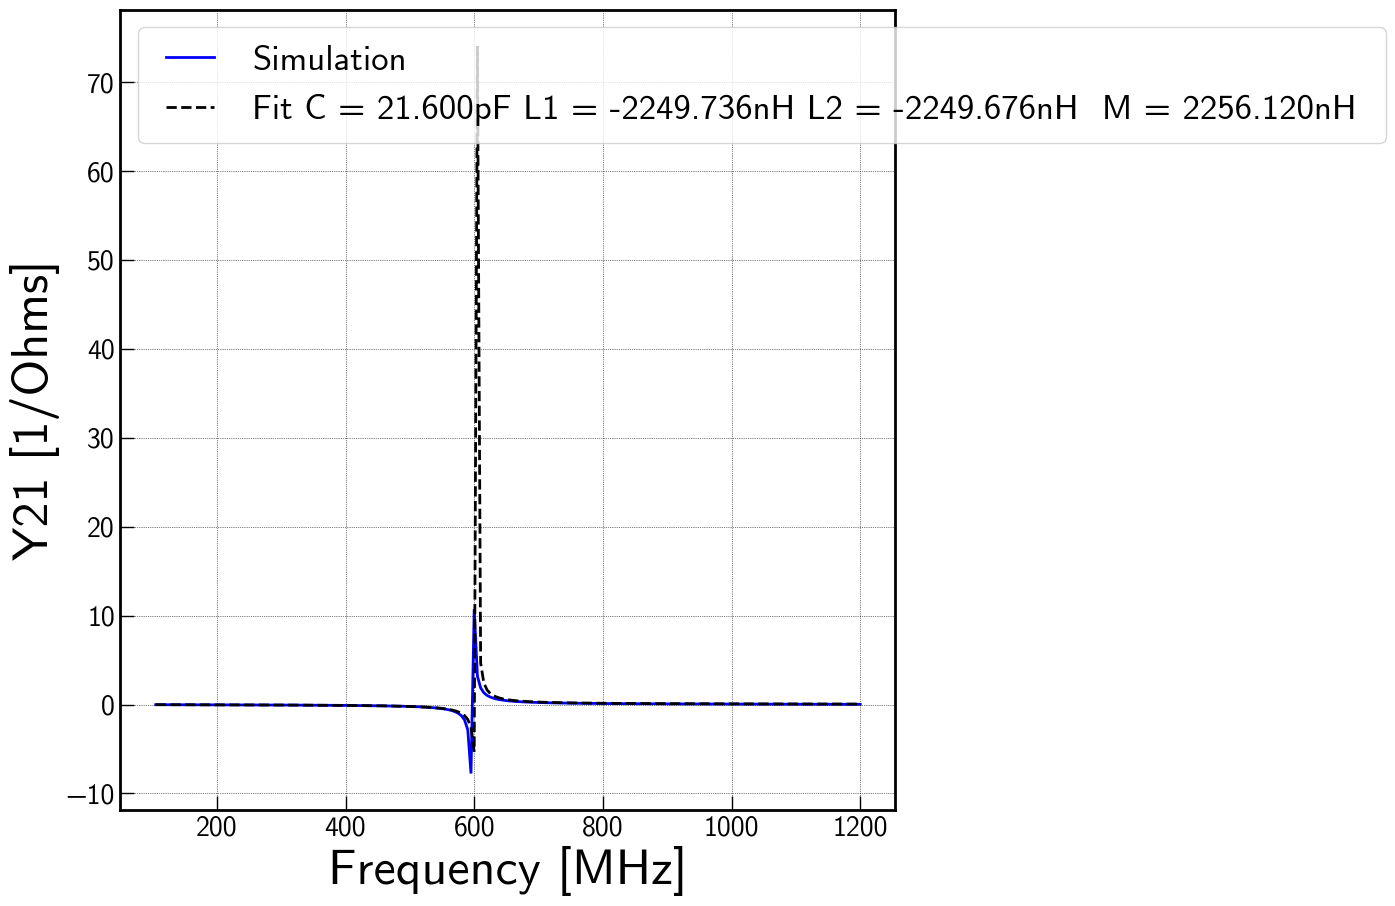 Simulation
Fit C = 21.600pF L1 = -2249.736nH L2 = -2249.676nH M = 2256.120nH
70
60
50
40
30
20
10
0
−10
Y21 [1/Ohms]
200 400 600 800 1000 1200
Frequency [MHz]